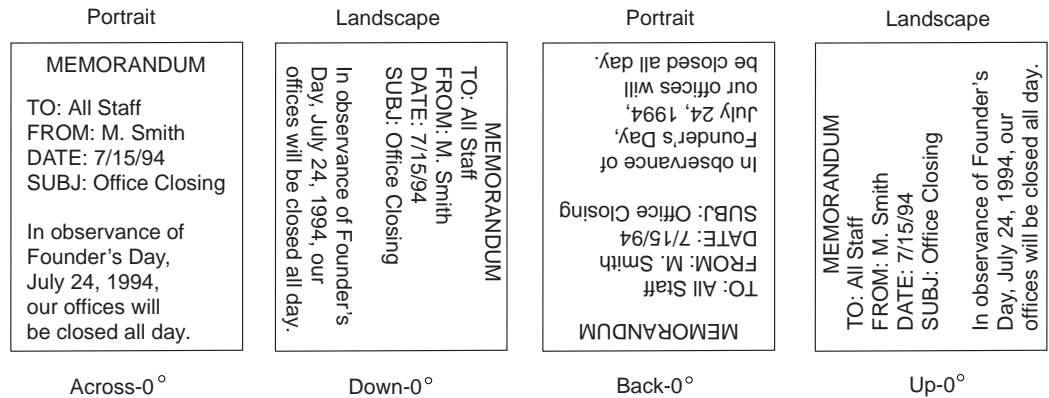 Portrait
MEMORANDUM
TO: All Staff
FROM: M. Smith
DATE: 7/15/94
SUBJ: Office Closing
In observance of
Founder’s Day,
July 24, 1994,
our offices will
be closed all day.
Across-0°
Landscape
MEMORANDUM
TO: All Staff
FROM: M. Smith
DATE: 7/15/94
SUBJ: Office Closing
In observance of Founder’s
Day, July 24, 1994, our
offices will be closed all day.
Down-0°
Portrait
MEMORANDUM
TO: All Staff
FROM: M. Smith
DATE: 7/15/94
SUBJ: Office Closing
In observance of
Founder’s Day,
July 24, 1994,
our offices will
be closed all day.
Back-0°
Landscape
MEMORANDUM
TO: All Staff
FROM: M. Smith
DATE: 7/15/94
SUBJ: Office Closing
In observance of Founder’s
Day, July 24, 1994, our
offices will be closed all day.
Up-0°